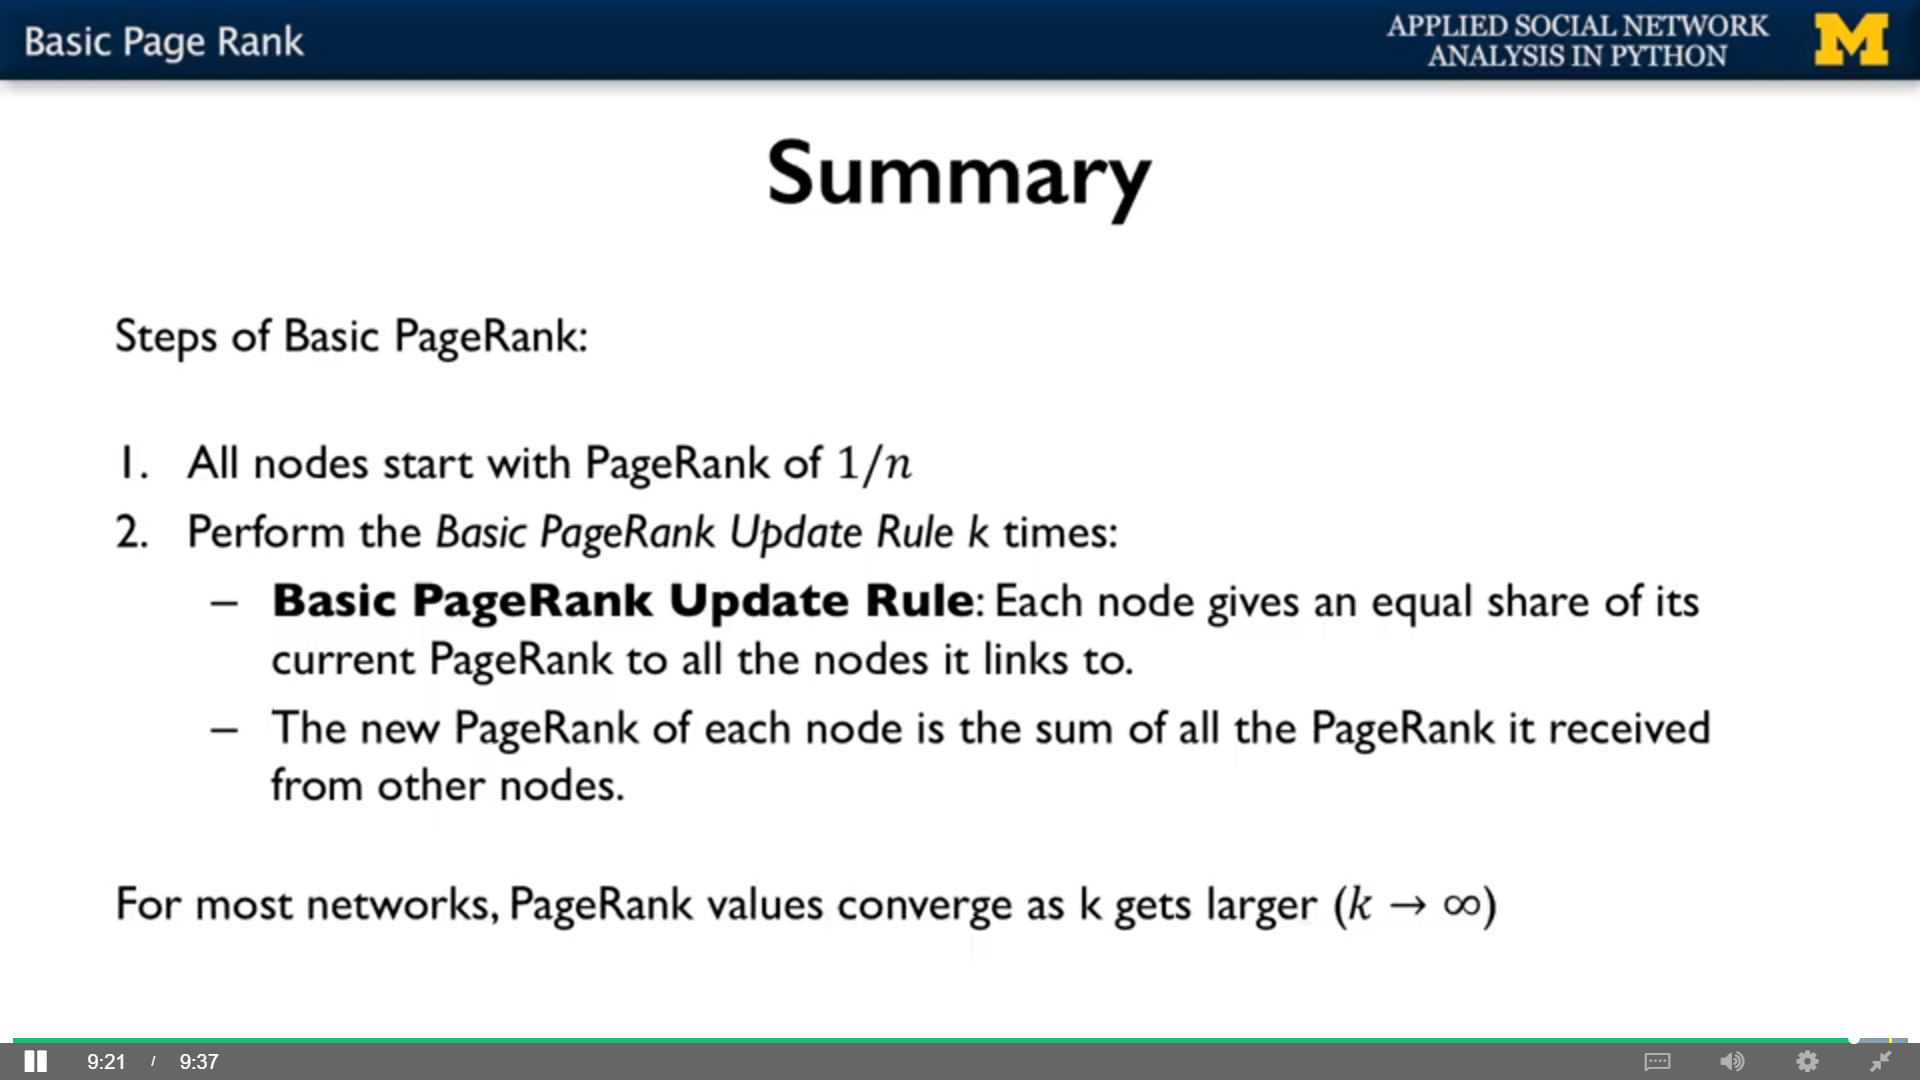 Basic Page Rank
APPLIED SOCIAL NETWORK
ANALYSIS IN PYTHON
M
Summary
Steps of Basic PageRank:
1. All nodes start with PageRank of 1/n
2. Perform the Basic PageRank Update Rule k times:
– Basic PageRank Update Rule: Each node gives an equal share of its
current PageRank to all the nodes it links to.
– The new PageRank of each node is the sum of all the PageRank it received
from other nodes.
For most networks, PageRank values converge as k gets larger (k → ∞)
9:21 / 9:37